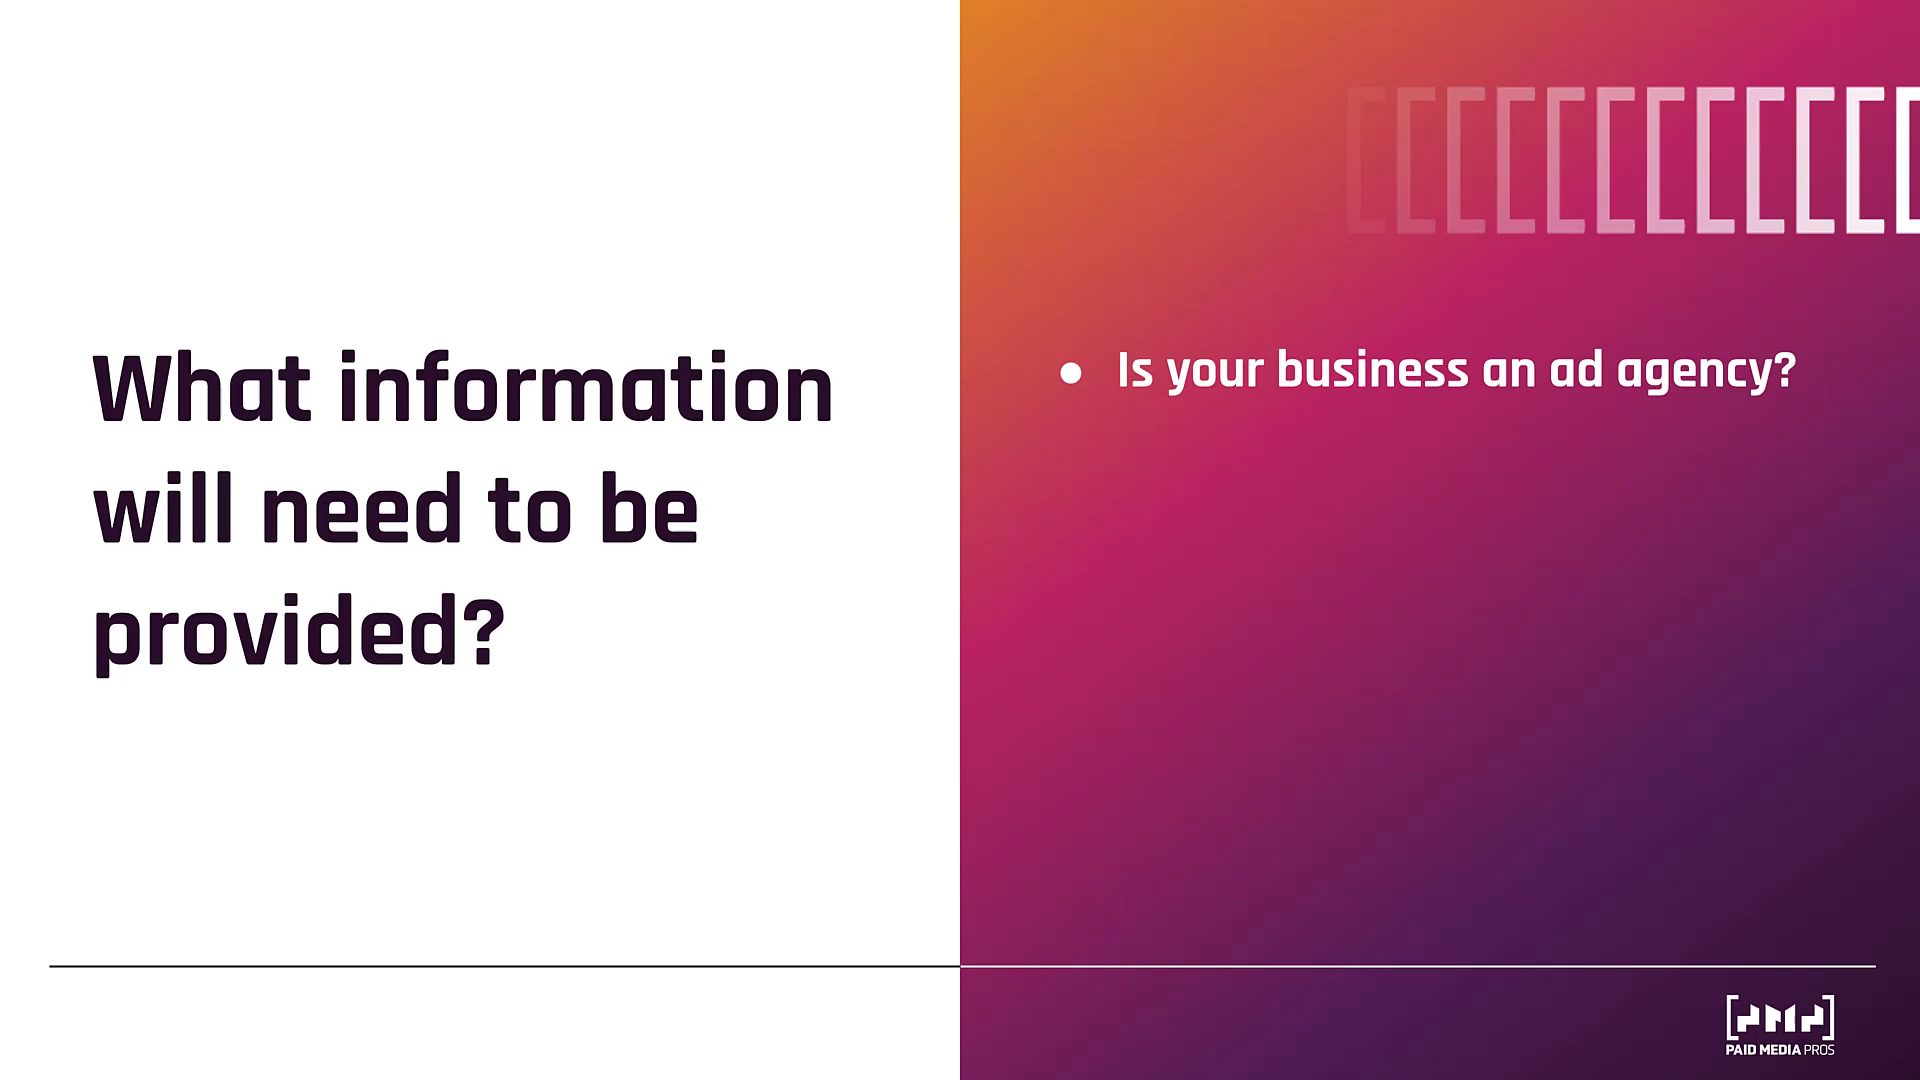 What information
will need to be
provided?
● Is your business an ad agency?
PAID MEDIA PROS